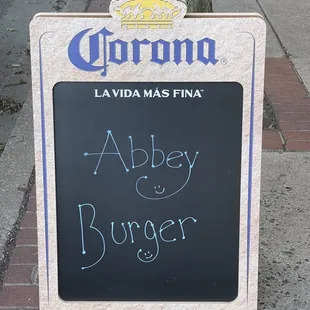 Corona
LA VIDA MÁS FINA
Abbey
Burger